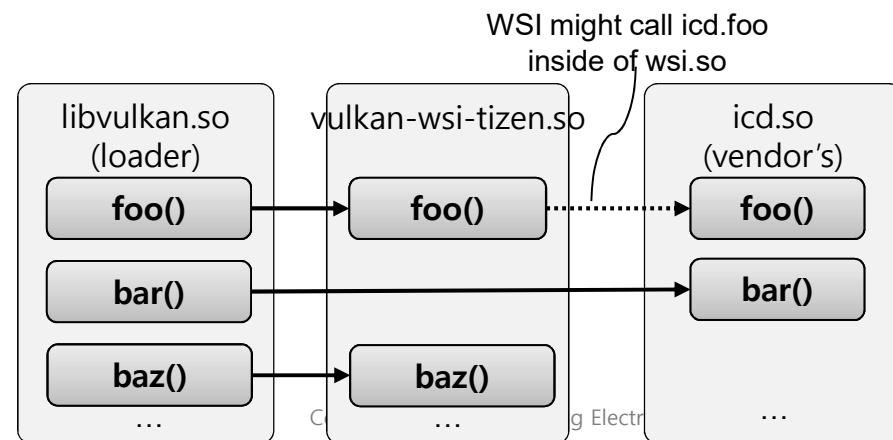 WSI might call icd.foo
inside of wsi.so
libvulkan.so
(loader)
vulkan-wsi-tizen.so
icd.so
(vendor's)
foo()
foo()
foo()
bar()
bar()
baz()
baz()
…
…
…